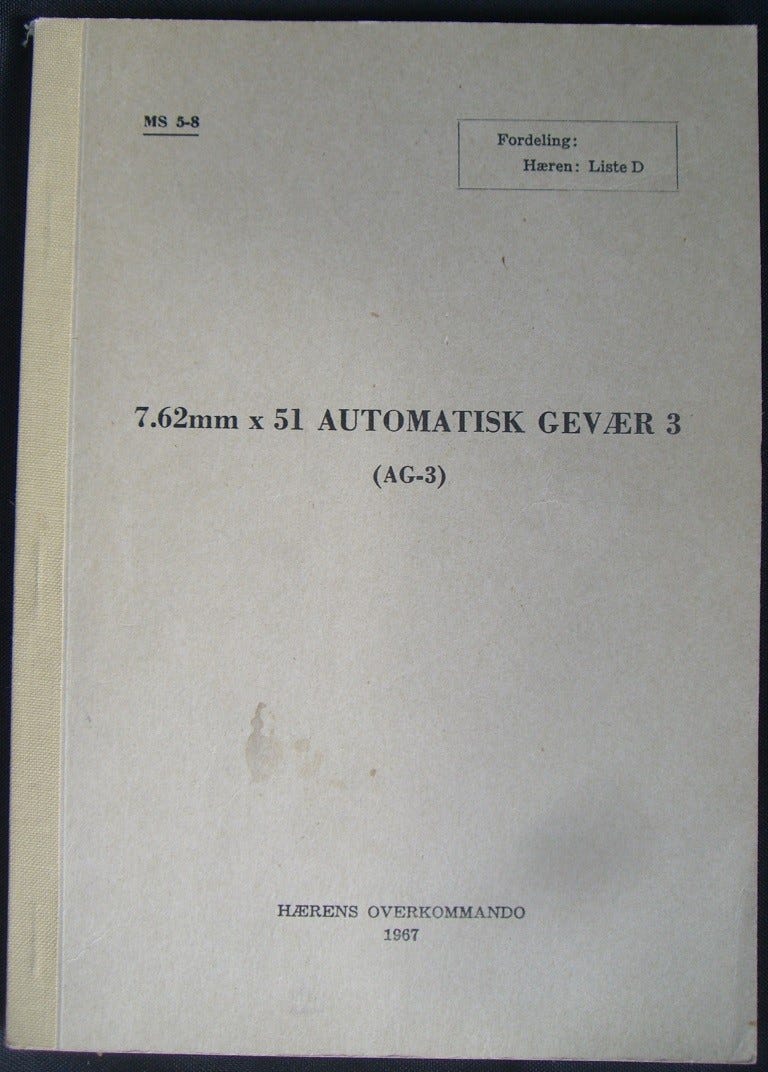 MS 5-8
Fordeling:
Hæren: Liste D
7.62mm x 51 AUTOMATISK GEVÆR 3
(AG-3)
HÆRENS OVERKOMMANDO
1967